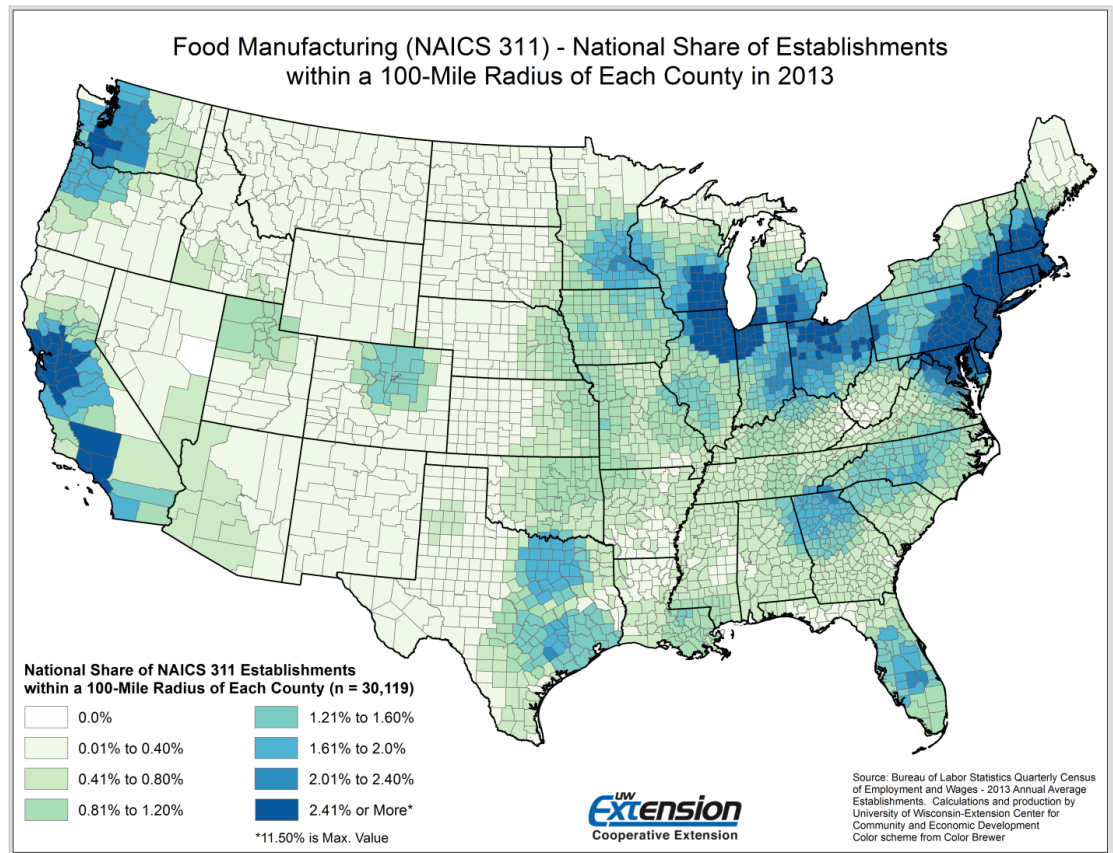 Food Manufacturing (NAICS 311) - National Share of Establishments
within a 100-Mile Radius of Each County in 2013
National Share of NAICS 311 Establishments
within a 100-Mile Radius of Each County (n = 30,119)
0.0%
0.01% to 0.40%
0.41% to 0.80%
0.81% to 1.20%
1.21% to 1.60%
1.61% to 2.0%
2.01% to 2.40%
2.41% or More*
*11.50% is Max. Value
UW
Extension
Cooperative Extension
Source: Bureau of Labor Statistics Quarterly Census
of Employment and Wages - 2013 Annual Average
Establishments. Calculations and production by
University of Wisconsin-Extension Center for
Community and Economic Development
Color scheme from Color Brewer